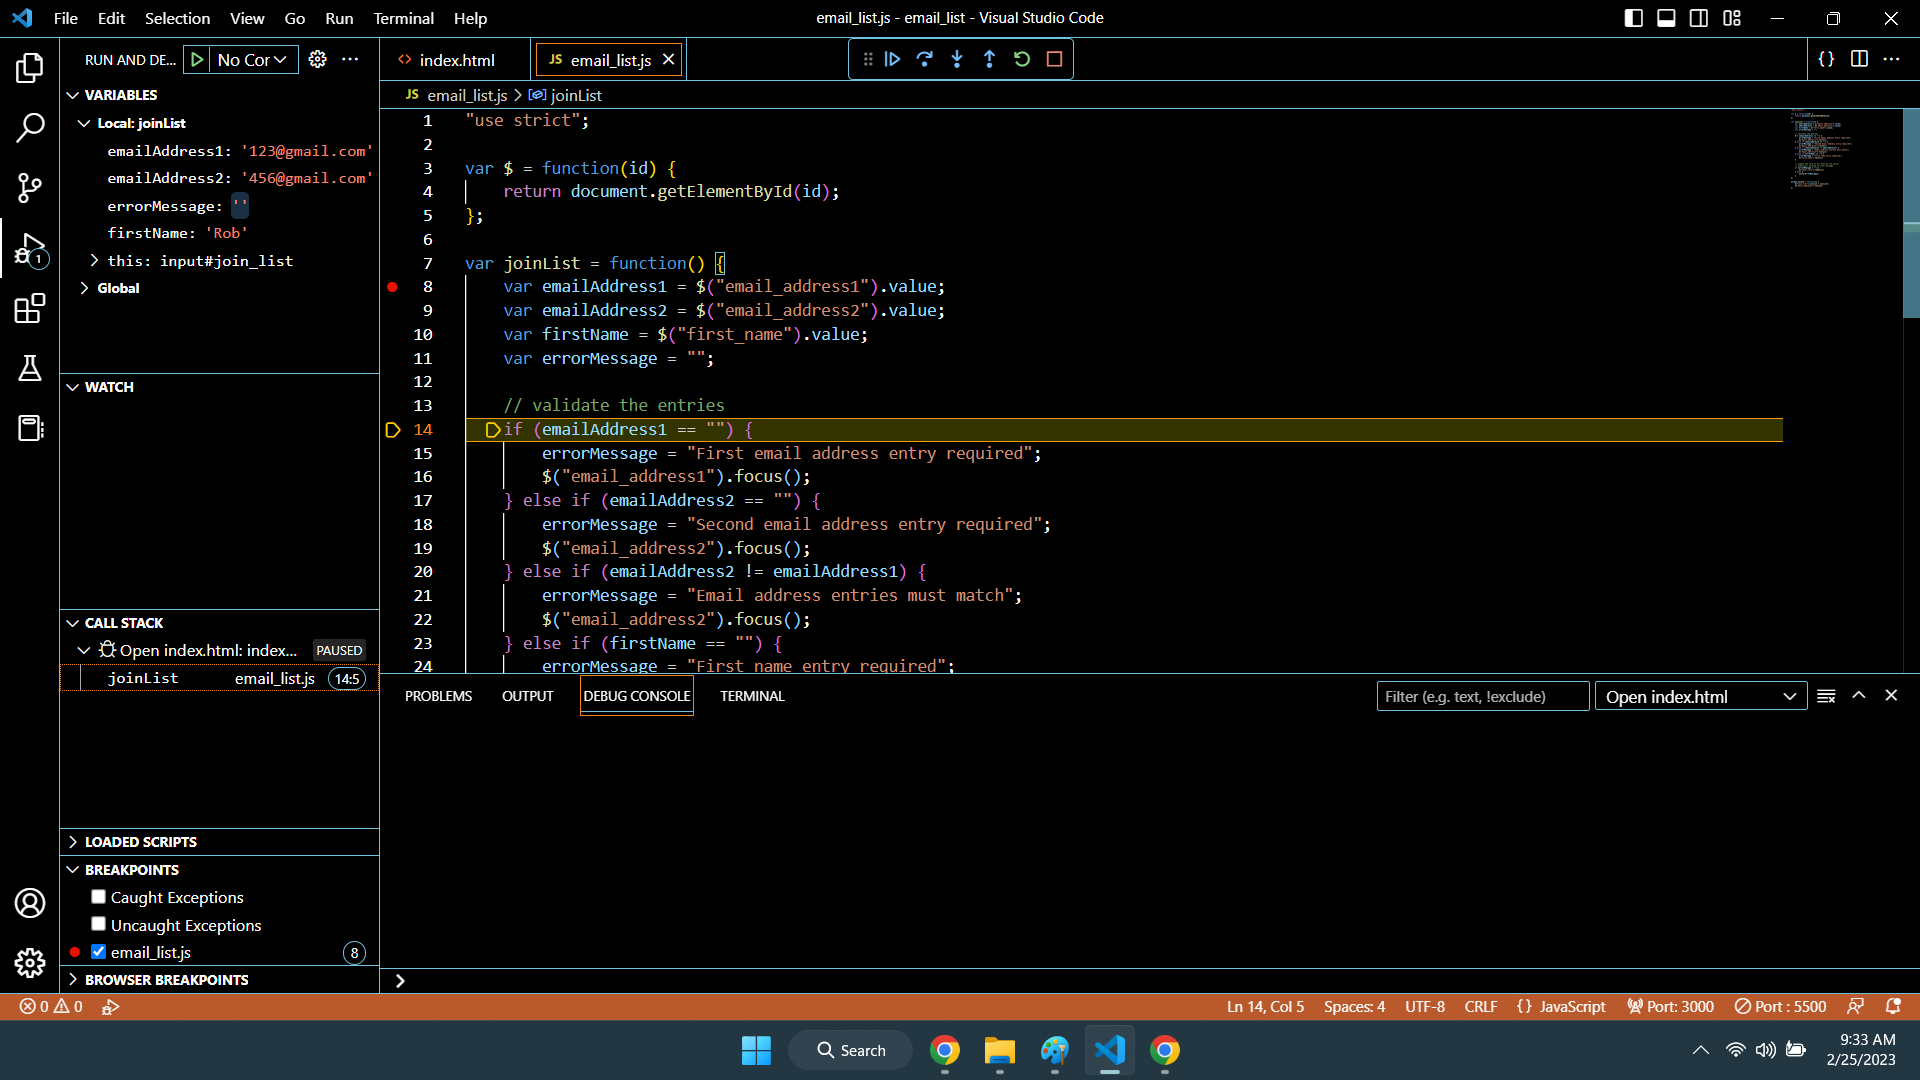 File Edit Selection View Go Run Terminal Help
email_list.js - email_list - Visual Studio Code
RUN AND DE... No Cor
index.html
JS email_list.js
JS email_list.js > joinList
VARIABLES
Local: joinList
emailAddress1: '123@gmail.com'
emailAddress2: '456@gmail.com'
errorMessage: ''
firstName: 'Rob'
this: input#join_list
Global
WATCH
CALL STACK
Open index.html: index... PAUSED
joinList email_list.js 14:5
LOADED SCRIPTS
BREAKPOINTS
Caught Exceptions
Uncaught Exceptions
email_list.js 8
BROWSER BREAKPOINTS
1
1 "use strict";
2
3 var $ = function(id) {
4 return document.getElementById(id);
5 };
6
7 var joinList = function() {
8 var emailAddress1 = $("email_address1").value;
9 var emailAddress2 = $("email_address2").value;
10 var firstName = $("first_name").value;
11 var errorMessage = "";
12
13 // validate the entries
14 if (emailAddress1 == "") {
15 errorMessage = "First email address entry required";
16 $("email_address1").focus();
17 } else if (emailAddress2 == "") {
18 errorMessage = "Second email address entry required";
19 $("email_address2").focus();
20 } else if (emailAddress2 != emailAddress1) {
21 errorMessage = "Email address entries must match";
22 $("email_address2").focus();
23 } else if (firstName == "") {
24 errorMessage = "First name entry required";
PROBLEMS OUTPUT DEBUG CONSOLE TERMINAL
Filter (e.g. text, !exclude)
Open index.html
0 0
Ln 14, Col 5 Spaces: 4 UTF-8 CRLF {} JavaScript Port: 3000 Port : 5500
Search
9:33 AM
2/25/2023